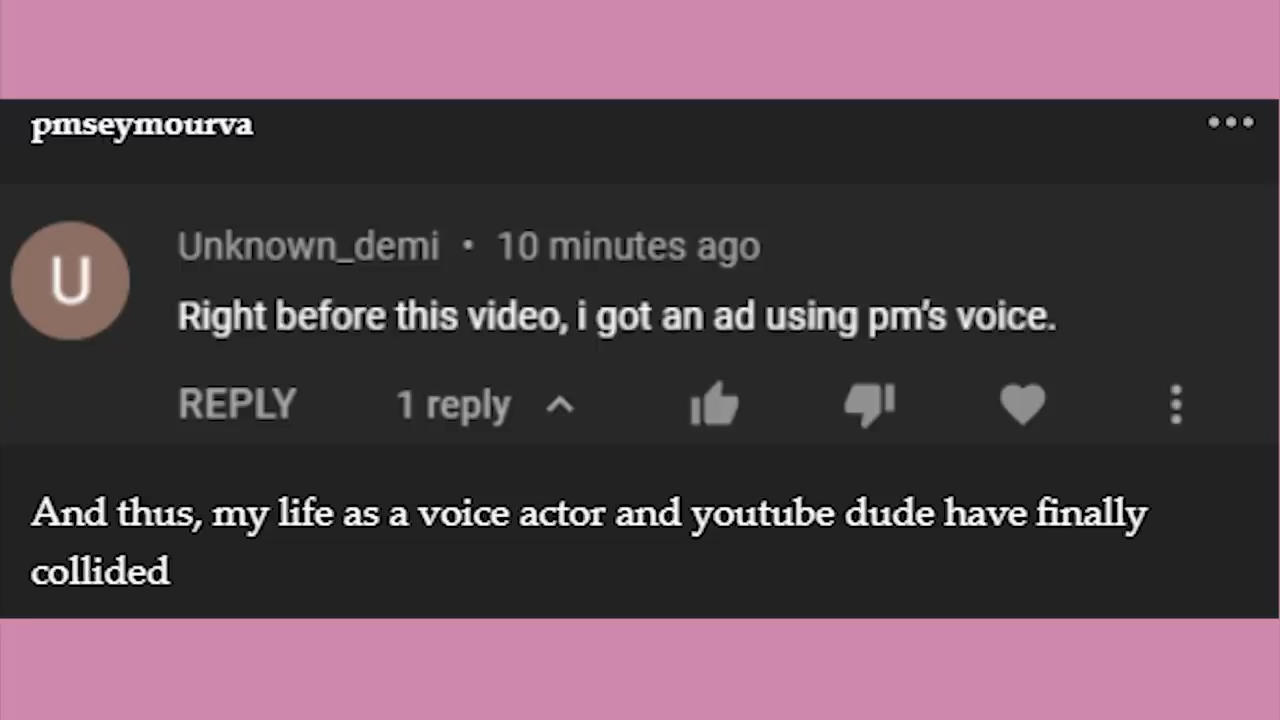 pmseymourva
U
Unknown_demi • 10 minutes ago
Right before this video, i got an ad using pm's voice.
REPLY 1 reply
And thus, my life as a voice actor and youtube dude have finally
collided